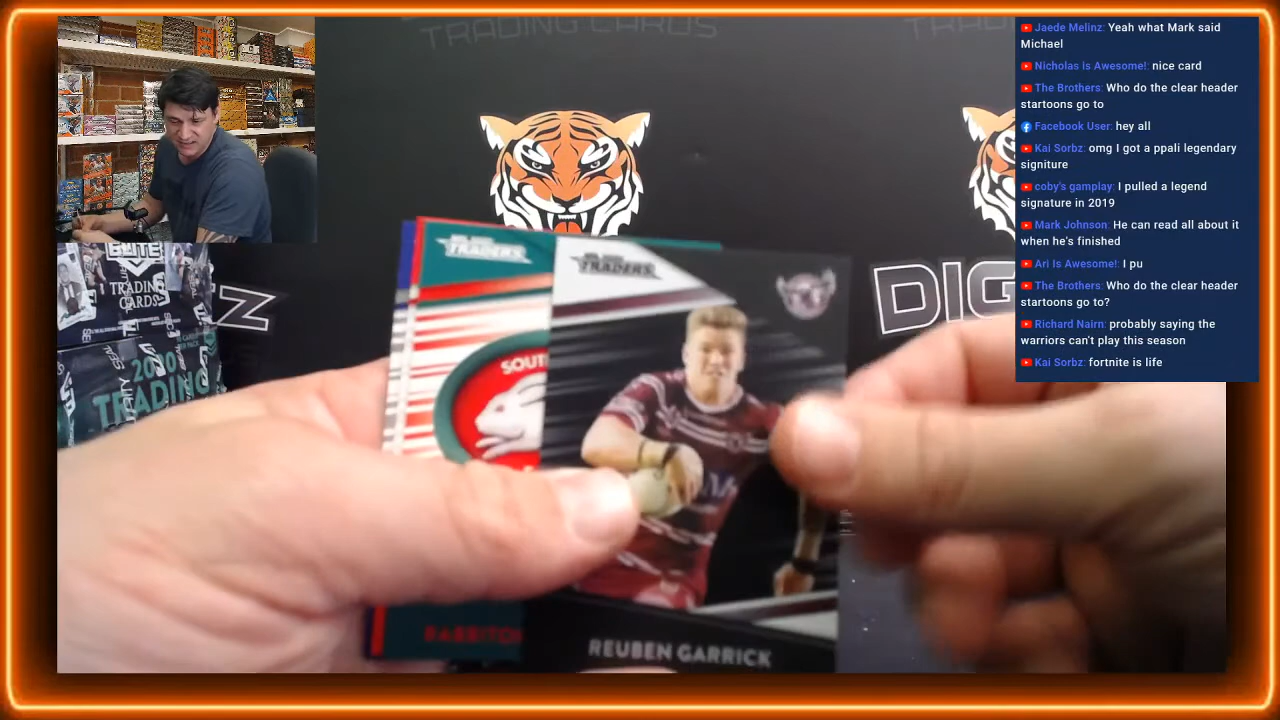 TRADING CARDS
Jaede Melinz: Yeah what Mark said
Michael
Nicholas is Awesome!: nice card
The Brothers: Who do the clear header
startoons go to
Facebook User: hey all
Kai Sorbz: omg I got a ppali legendary
signiture
coby's gamplay: I pulled a legend
signature in 2019
Mark Johnson: He can read all about it
when he's finished
Ari Is Awesome!: I pu
The Brothers: Who do the clear header
startoons go to?
Richard Nairn: probably saying the
warriors can't play this season
Kai Sorbz: fortnite is life
ELITE
TRADING
CARDS
2020
TRADING
Z
DIG
TRADERS
SOUT
RABBITO
TRADERS
REUBEN GARRICK